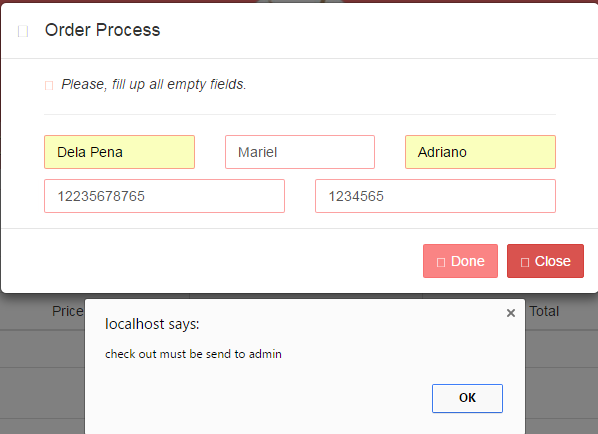 Order Process
Please, fill up all empty fields.
Dela Pena Mariel Adriano
12235678765 1234565
Done Close
Price Total
localhost says:
check out must be send to admin
OK